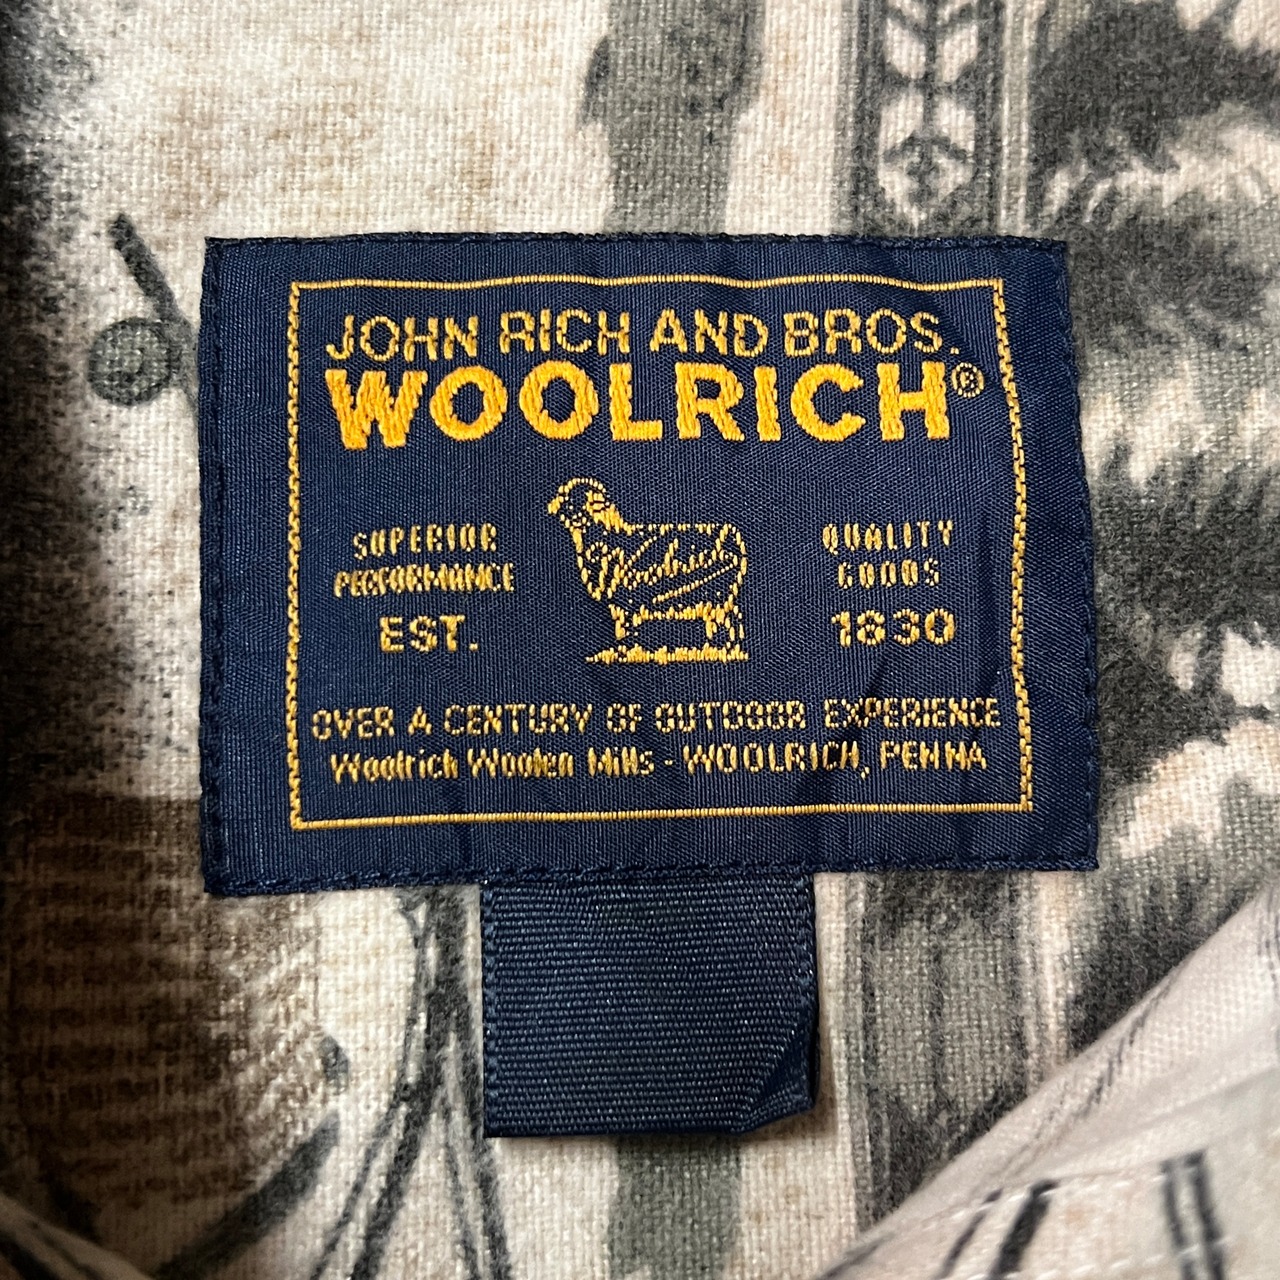 JOHN RICH AND BROS.
WOOLRICH®
SUPERIOR
PERFORMANCE
EST.
Woolrich
QUALITY
GOODS
1830
OVER A CENTURY OF OUTDOOR EXPERIENCE
Woolrich Woolen Mills - WOOLRICH, PENNA